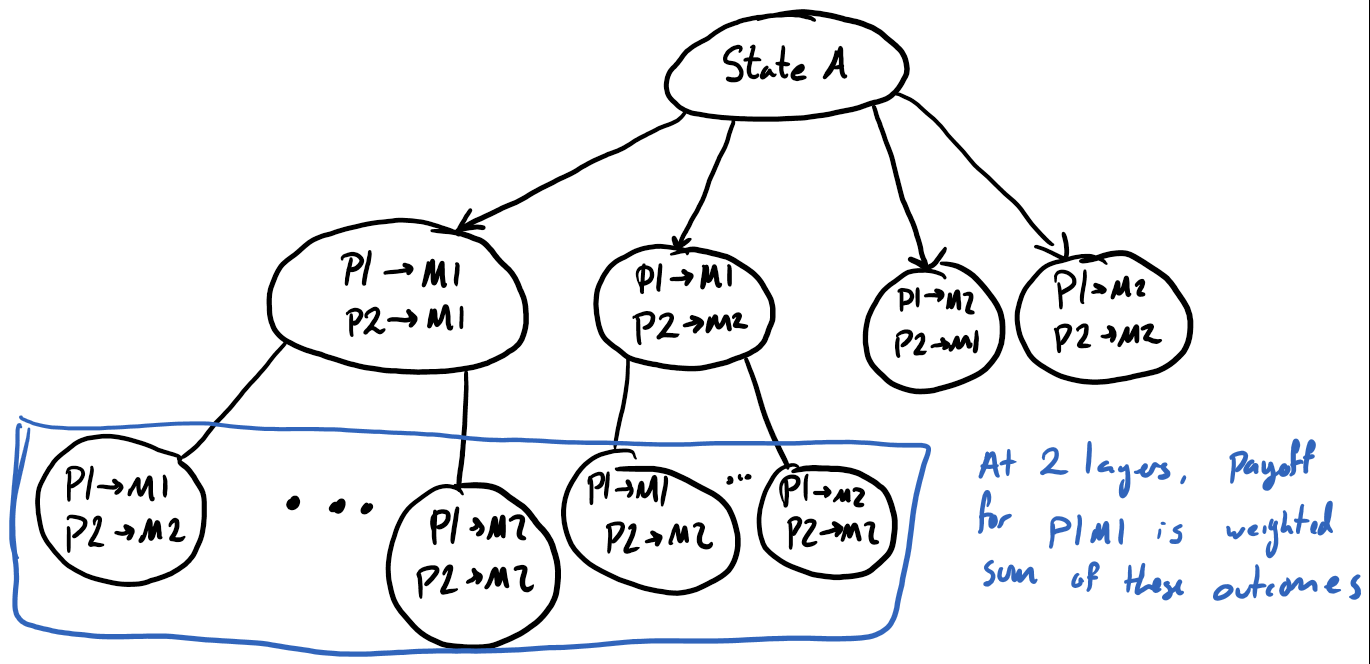 State A
P1→M1
P2→M1
P1→M1
P2→M2
P1→M2
P2→M1
P1→M2
P2→M2
P1→M1
P2→M2
...
P1→M2
P2→M2
P1→M1
P2→M2
...
P1→M2
P2→M2
At 2 layers, Payoff
for P1M1 is weighted
sum of these outcomes